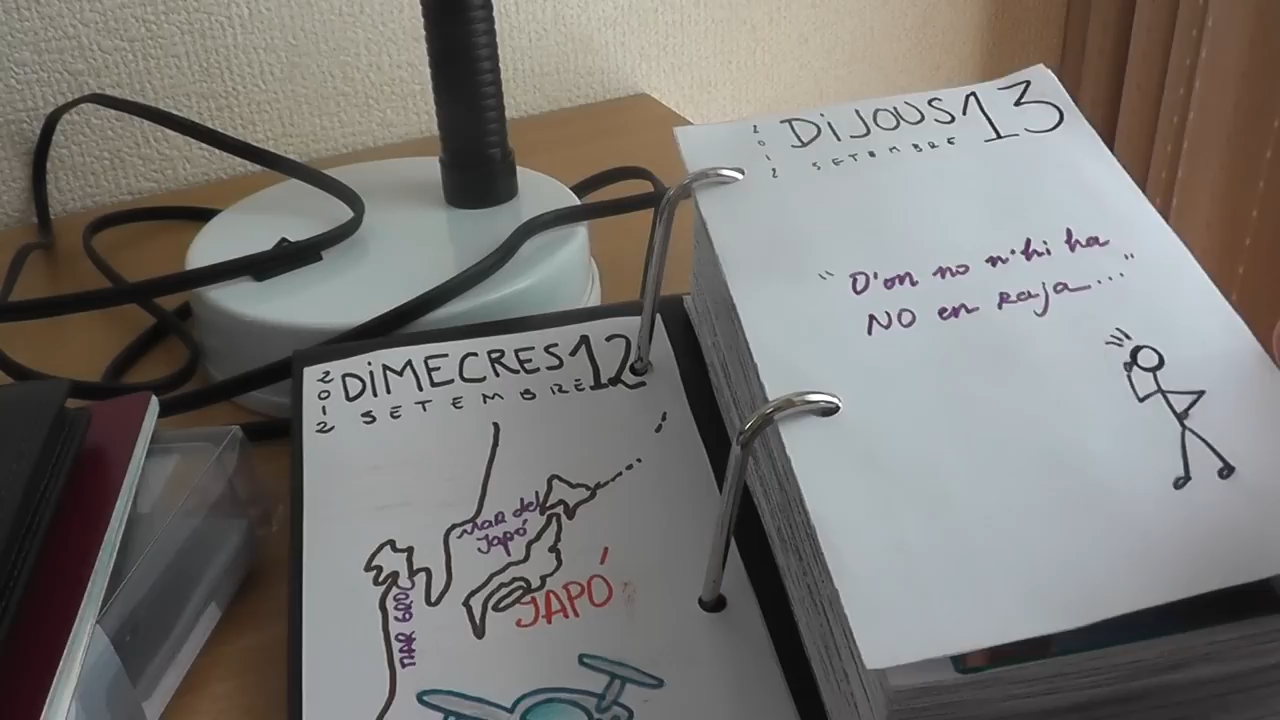 2012 DiMECRES 12
SETEMBRE
MAR del
Japó
JAPÓ
MAR GROC
2012 DiJOUS 13
SETEMBRE
"D'on no n'hi ha
NO en raja..."